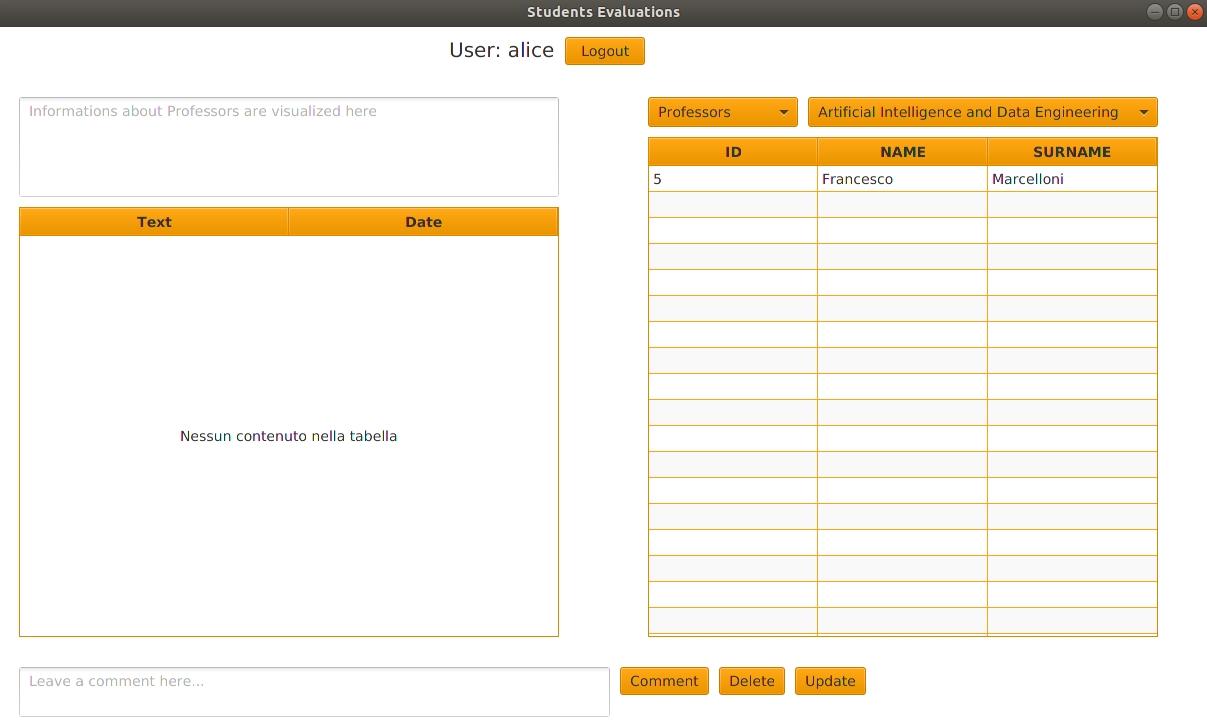 Students Evaluations
User: alice Logout
Informations about Professors are visualized here
Professors Artificial Intelligence and Data Engineering
ID NAME SURNAME
5 Francesco Marcelloni
Text Date
Nessun contenuto nella tabella
Leave a comment here...
Comment Delete Update